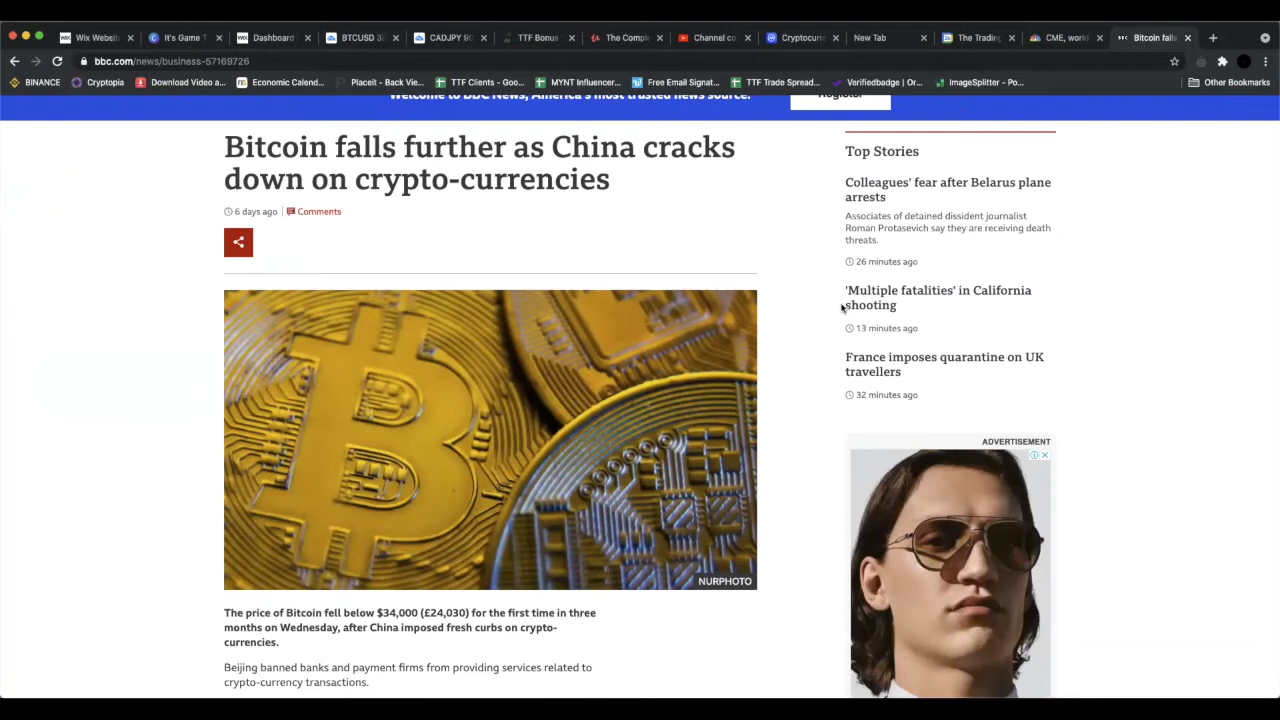 Wix Websit
It's Game T
Dashboard
BTCUSD 38
CADJPY 90
TTF Bonus
The Comple
Channel co
Cryptocurre
New Tab
The Trading
CME, world
Bitcoin falls
bbc.com/news/business-57169726
BINANCE
Cryptopia
Download Video a...
Economic Calend...
Placeit - Back Vie...
TTF Clients - Goo...
MYNT Influencer...
Free Email Signat...
TTF Trade Spread...
Verifiedbadge | Or...
ImageSplitter - Po...
Other Bookmarks
Welcome to BBC News, America's most trusted news source.
Register
Bitcoin falls further as China cracks
down on crypto-currencies
6 days ago
Comments
NURPHOTO
The price of Bitcoin fell below $34,000 (£24,030) for the first time in three
months on Wednesday, after China imposed fresh curbs on crypto-
currencies.
Beijing banned banks and payment firms from providing services related to
crypto-currency transactions.
Top Stories
Colleagues' fear after Belarus plane
arrests
Associates of detained dissident journalist
Roman Protasevich say they are receiving death
threats.
26 minutes ago
'Multiple fatalities' in California
shooting
13 minutes ago
France imposes quarantine on UK
travellers
32 minutes ago
ADVERTISEMENT